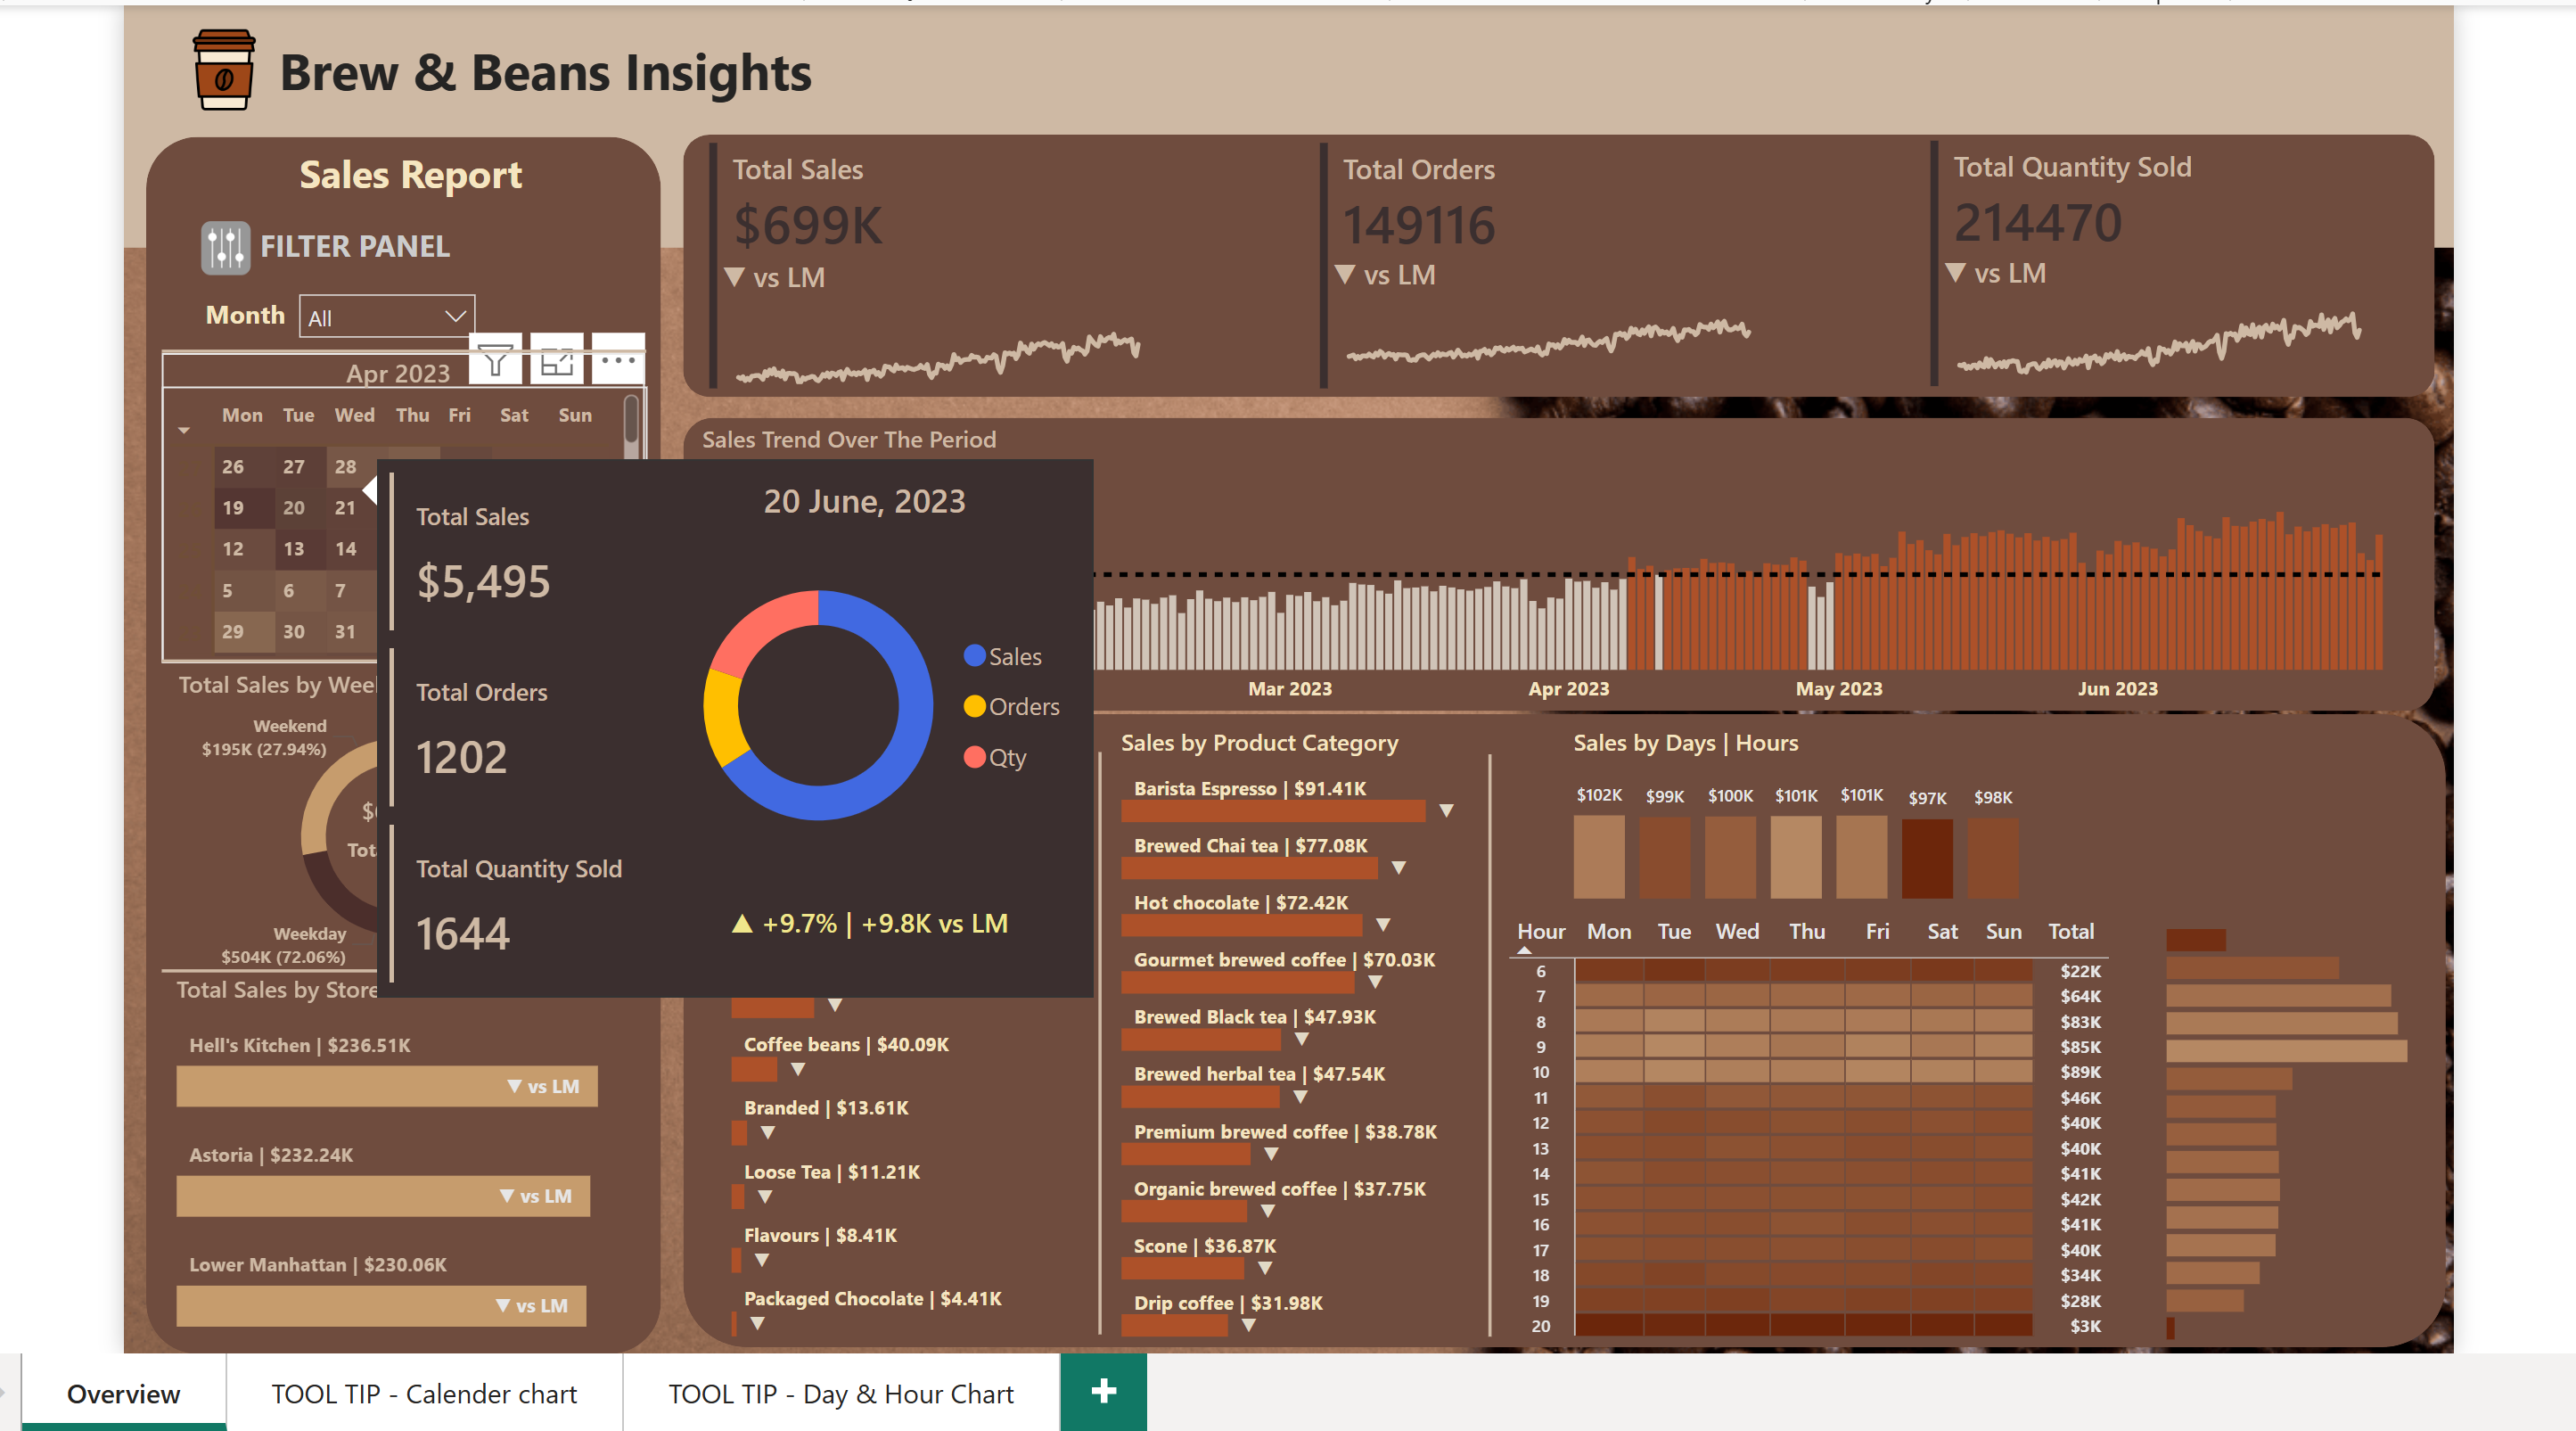 Brew & Beans Insights
Sales Report
FILTER PANEL
Month
All
Apr 2023
Mon Tue Wed Thu Fri Sat Sun
26 27 28
19 20 21
12 13 14
5 6 7
29 30 31
Total Sales
$699K
▼ vs LM
Total Orders
149116
▼ vs LM
Total Quantity Sold
214470
▼ vs LM
Sales Trend Over The Period
Mar 2023 Apr 2023 May 2023 Jun 2023
20 June, 2023
Total Sales
$5,495
Total Orders
1202
Total Quantity Sold
1644
Sales
Orders
Qty
▲ +9.7% | +9.8K vs LM
Total Sales by
Weekend
$195K (27.94%)
Weekday
$504K (72.06%)
Total Sales by Store
Hell's Kitchen | $236.51K
▼ vs LM
Astoria | $232.24K
▼ vs LM
Lower Manhattan | $230.06K
▼ vs LM
▼
Coffee beans | $40.09K
▼
Branded | $13.61K
▼
Loose Tea | $11.21K
▼
Flavours | $8.41K
▼
Packaged Chocolate | $4.41K
▼
Sales by Product Category
Barista Espresso | $91.41K
▼
Brewed Chai tea | $77.08K
▼
Hot chocolate | $72.42K
▼
Gourmet brewed coffee | $70.03K
▼
Brewed Black tea | $47.93K
▼
Brewed herbal tea | $47.54K
▼
Premium brewed coffee | $38.78K
▼
Organic brewed coffee | $37.75K
▼
Scone | $36.87K
▼
Drip coffee | $31.98K
▼
Sales by Days | Hours
$102K $99K $100K $101K $101K $97K $98K
Hour Mon Tue Wed Thu Fri Sat Sun Total
6 $22K
7 $64K
8 $83K
9 $85K
10 $89K
11 $46K
12 $40K
13 $40K
14 $41K
15 $42K
16 $41K
17 $40K
18 $34K
19 $28K
20 $3K
Overview
TOOL TIP - Calender chart
TOOL TIP - Day & Hour Chart
+